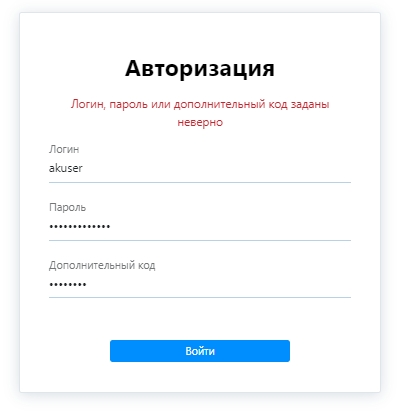 Авторизация
Логин, пароль или дополнительный код заданы
неверно
Логин
akuser
Пароль
•••••••••••••
Дополнительный код
••••••••
Войти